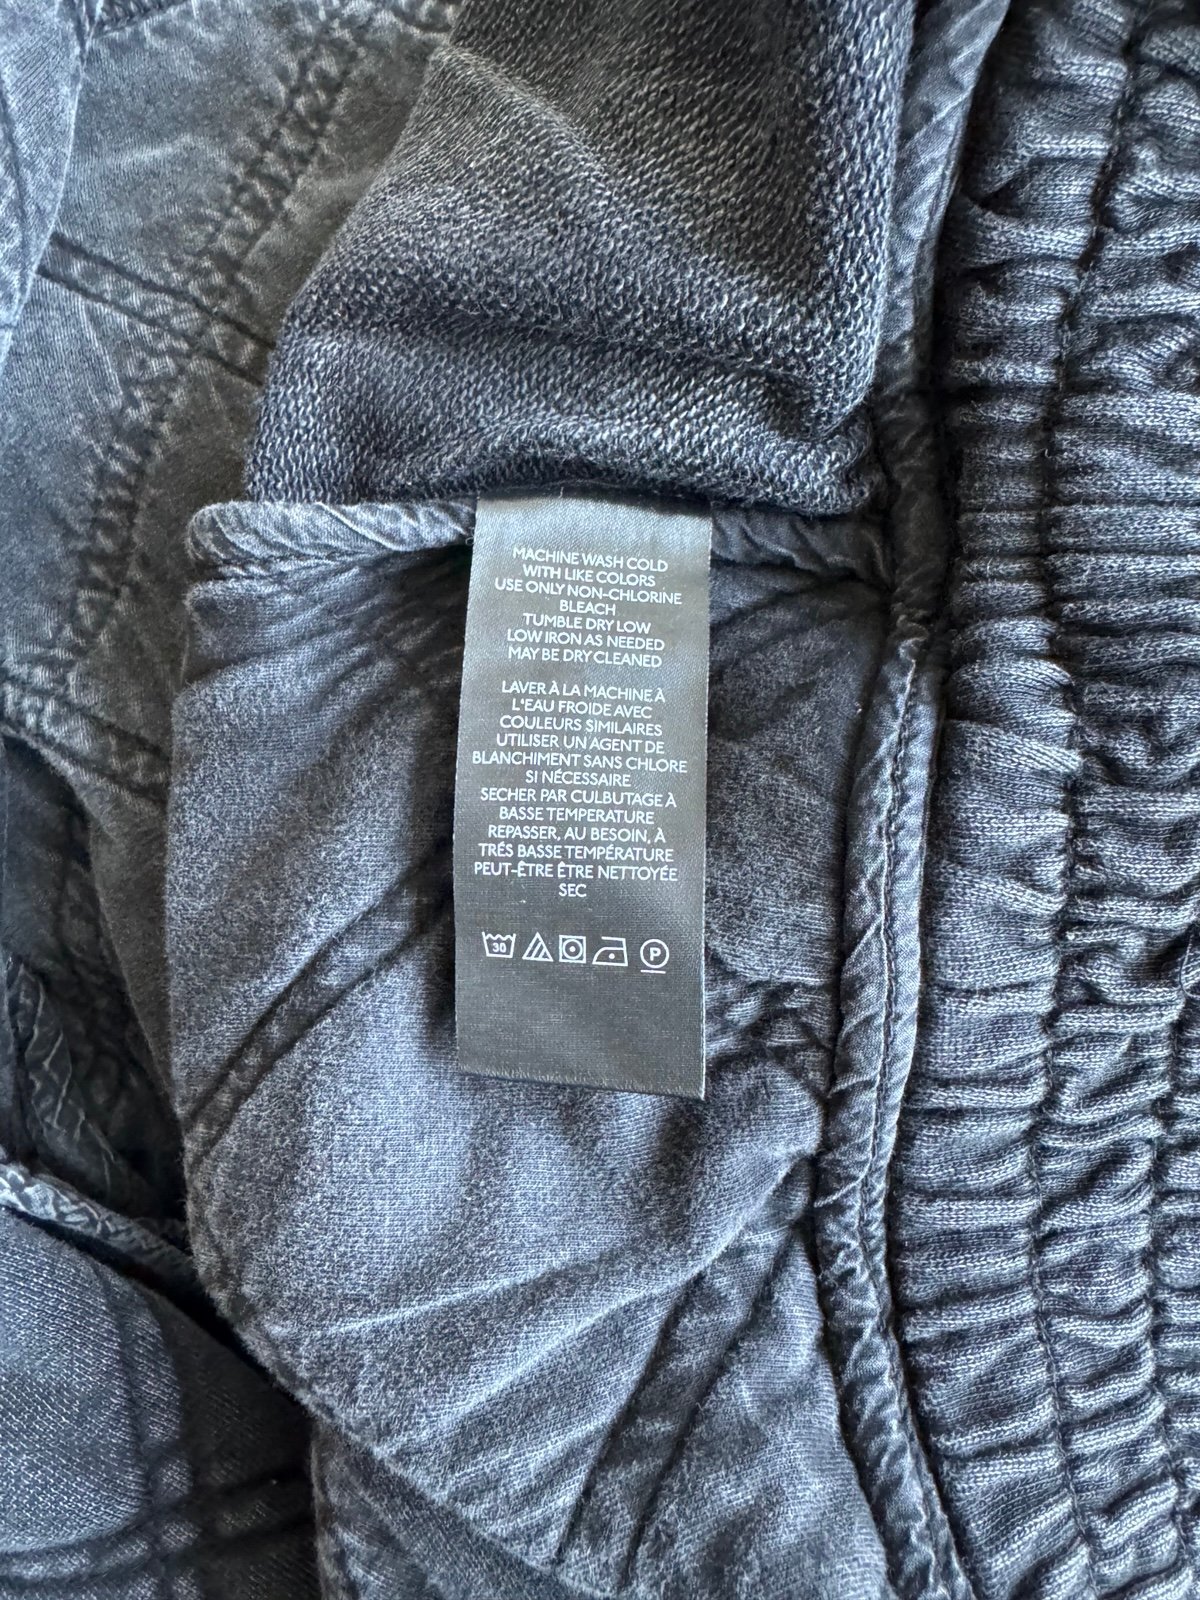 MACHINE WASH COLD
WITH LIKE COLORS
USE ONLY NON-CHLORINE
BLEACH
TUMBLE DRY LOW
LOW IRON AS NEEDED
MAY BE DRY CLEANED
LAVER À LA MACHINE À
L'EAU FROIDE AVEC
COULEURS SIMILAIRES
UTILISER UN AGENT DE
BLANCHIMENT SANS CHLORE
SI NÉCESSAIRE
SECHER PAR CULBUTAGE À
BASSE TEMPERATURE
REPASSER, AU BESOIN, À
TRÉS BASSE TEMPÉRATURE
PEUT-ÊTRE ÊTRE NETTOYÉE
SEC
30 P